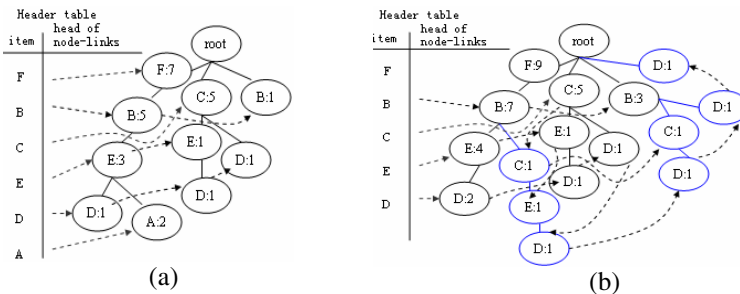 Header table
item head of node-links
F
B
C
E
D
A
root
F:7
C:5
B:1
B:5
E:1
E:3
D:1
D:1
D:1
A:2
(a)
Header table
item head of node-links
F
B
C
E
D
root
F:9
D:1
C:5
B:7
B:3
D:1
E:1
C:1
E:4
D:1
C:1
D:1
D:1
D:2
E:1
D:1
(b)